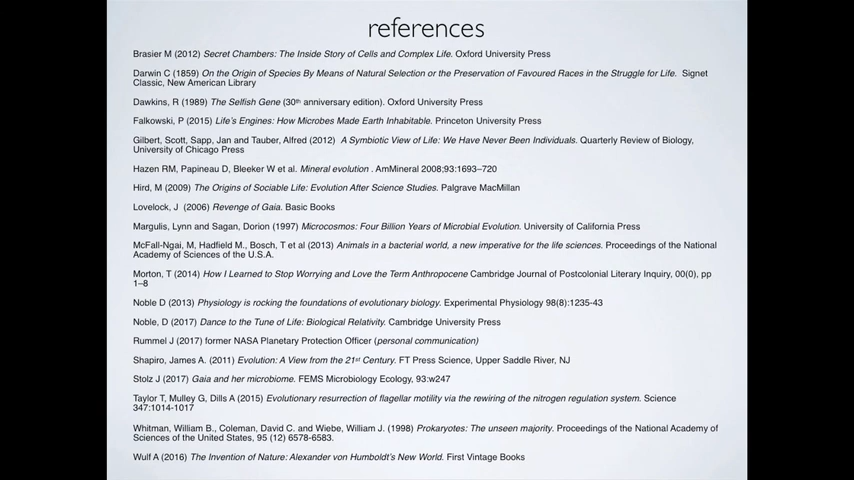 references
Brasier M (2012) Secret Chambers: The Inside Story of Cells and Complex Life. Oxford University Press
Darwin C (1859) On the Origin of Species By Means of Natural Selection or the Preservation of Favoured Races in the Struggle for Life. Signet
Classic, New American Library
Dawkins, R (1989) The Selfish Gene (30th anniversary edition). Oxford University Press
Falkowski, P (2015) Life's Engines: How Microbes Made Earth Inhabitable. Princeton University Press
Gilbert, Scott, Sapp, Jan and Tauber, Alfred (2012) A Symbiotic View of Life: We Have Never Been Individuals. Quarterly Review of Biology,
University of Chicago Press
Hazen RM, Papineau D, Bleeker W et al. Mineral evolution . AmMineral 2008;93:1693–720
Hird, M (2009) The Origins of Sociable Life: Evolution After Science Studies. Palgrave MacMillan
Lovelock, J (2006) Revenge of Gaia. Basic Books
Margulis, Lynn and Sagan, Dorion (1997) Microcosmos: Four Billion Years of Microbial Evolution. University of California Press
McFall-Ngai, M, Hadfield M., Bosch, T et al (2013) Animals in a bacterial world, a new imperative for the life sciences. Proceedings of the National
Academy of Sciences of the U.S.A.
Morton, T (2014) How I Learned to Stop Worrying and Love the Term Anthropocene Cambridge Journal of Postcolonial Literary Inquiry, 00(0), pp
1–8
Noble D (2013) Physiology is rocking the foundations of evolutionary biology. Experimental Physiology 98(8):1235-43
Noble, D (2017) Dance to the Tune of Life: Biological Relativity. Cambridge University Press
Rummel J (2017) former NASA Planetary Protection Officer (personal communication)
Shapiro, James A. (2011) Evolution: A View from the 21st Century. FT Press Science, Upper Saddle River, NJ
Stolz J (2017) Gaia and her microbiome. FEMS Microbiology Ecology, 93:w247
Taylor T, Mulley G, Dills A (2015) Evolutionary resurrection of flagellar motility via the rewiring of the nitrogen regulation system. Science
347:1014-1017
Whitman, William B., Coleman, David C. and Wiebe, William J. (1998) Prokaryotes: The unseen majority. Proceedings of the National Academy of
Sciences of the United States, 95 (12) 6578-6583.
Wulf A (2016) The Invention of Nature: Alexander von Humboldt's New World. First Vintage Books